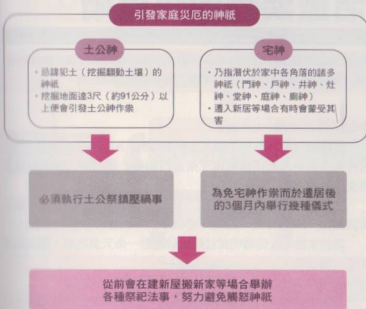 引發家庭災厄的神祇
土公神
・忌諱犯土（挖掘翻動土壤）的
神祇
・挖掘地面達3尺（約91公分）以
上便會引發土公神作祟
宅神
・乃指潛伏於家中各角落的諸多
神祇（門神、戶神、井神、灶
神、堂神、庭神、廁神）
・遷入新居等場合有時會蒙受其
害
必須執行土公祭鎮壓禍事
為免宅神作祟而於遷居後
的3個月內舉行幾種儀式
從前會在建新屋搬新家等場合舉辦
各種祭祀法事，努力避免觸怒神祇